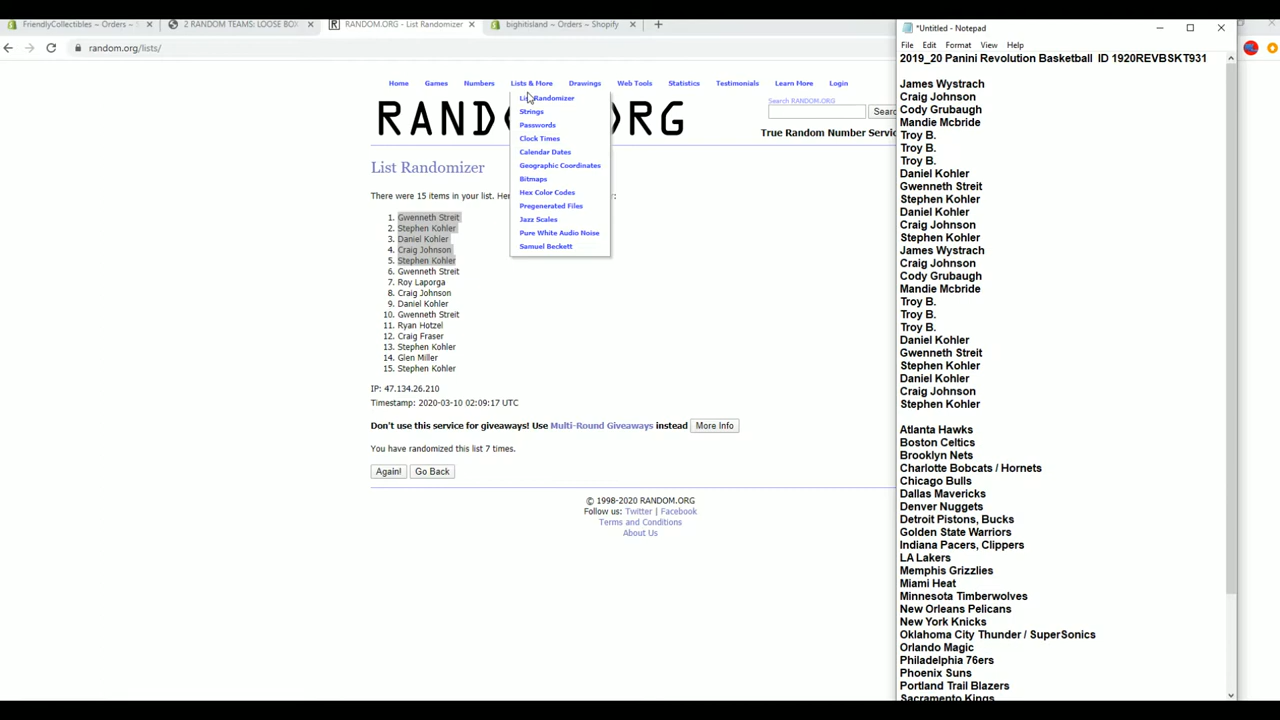 FriendlyCollectibles ~ Orders ~ S
2 RANDOM TEAMS: LOOSE BOX
RANDOM.ORG - List Randomizer
bighitisland ~ Orders ~ Shopify
random.org/lists/
Home Games Numbers Lists & More Drawings Web Tools Statistics Testimonials Learn More Login
Search RANDOM.ORG
True Random Number Servi
List Randomizer
Strings
Passwords
Clock Times
Calendar Dates
Geographic Coordinates
Bitmaps
Hex Color Codes
Pregenerated Files
Jazz Scales
Pure White Audio Noise
Samuel Beckett
There were 15 items in your list.
1. Gwenneth Streit
2. Stephen Kohler
3. Daniel Kohler
4. Craig Johnson
5. Stephen Kohler
6. Gwenneth Streit
7. Roy Laporga
8. Craig Johnson
9. Daniel Kohler
10. Gwenneth Streit
11. Ryan Hotzel
12. Craig Fraser
13. Stephen Kohler
14. Glen Miller
15. Stephen Kohler
IP: 47.134.26.210
Timestamp: 2020-03-10 02:09:17 UTC
Don't use this service for giveaways! Use Multi-Round Giveaways instead More Info
You have randomized this list 7 times.
Again! Go Back
© 1998-2020 RANDOM.ORG
Follow us: Twitter | Facebook
Terms and Conditions
About Us
*Untitled - Notepad
File Edit Format View Help
2019_20 Panini Revolution Basketball ID 1920REVBSKT931
James Wystrach
Craig Johnson
Cody Grubaugh
Mandie Mcbride
Troy B.
Troy B.
Troy B.
Daniel Kohler
Gwenneth Streit
Stephen Kohler
Daniel Kohler
Craig Johnson
Stephen Kohler
James Wystrach
Craig Johnson
Cody Grubaugh
Mandie Mcbride
Troy B.
Troy B.
Troy B.
Daniel Kohler
Gwenneth Streit
Stephen Kohler
Daniel Kohler
Craig Johnson
Stephen Kohler
Atlanta Hawks
Boston Celtics
Brooklyn Nets
Charlotte Bobcats / Hornets
Chicago Bulls
Dallas Mavericks
Denver Nuggets
Detroit Pistons, Bucks
Golden State Warriors
Indiana Pacers, Clippers
LA Lakers
Memphis Grizzlies
Miami Heat
Minnesota Timberwolves
New Orleans Pelicans
New York Knicks
Oklahoma City Thunder / SuperSonics
Orlando Magic
Philadelphia 76ers
Phoenix Suns
Portland Trail Blazers
Sacramento Kings